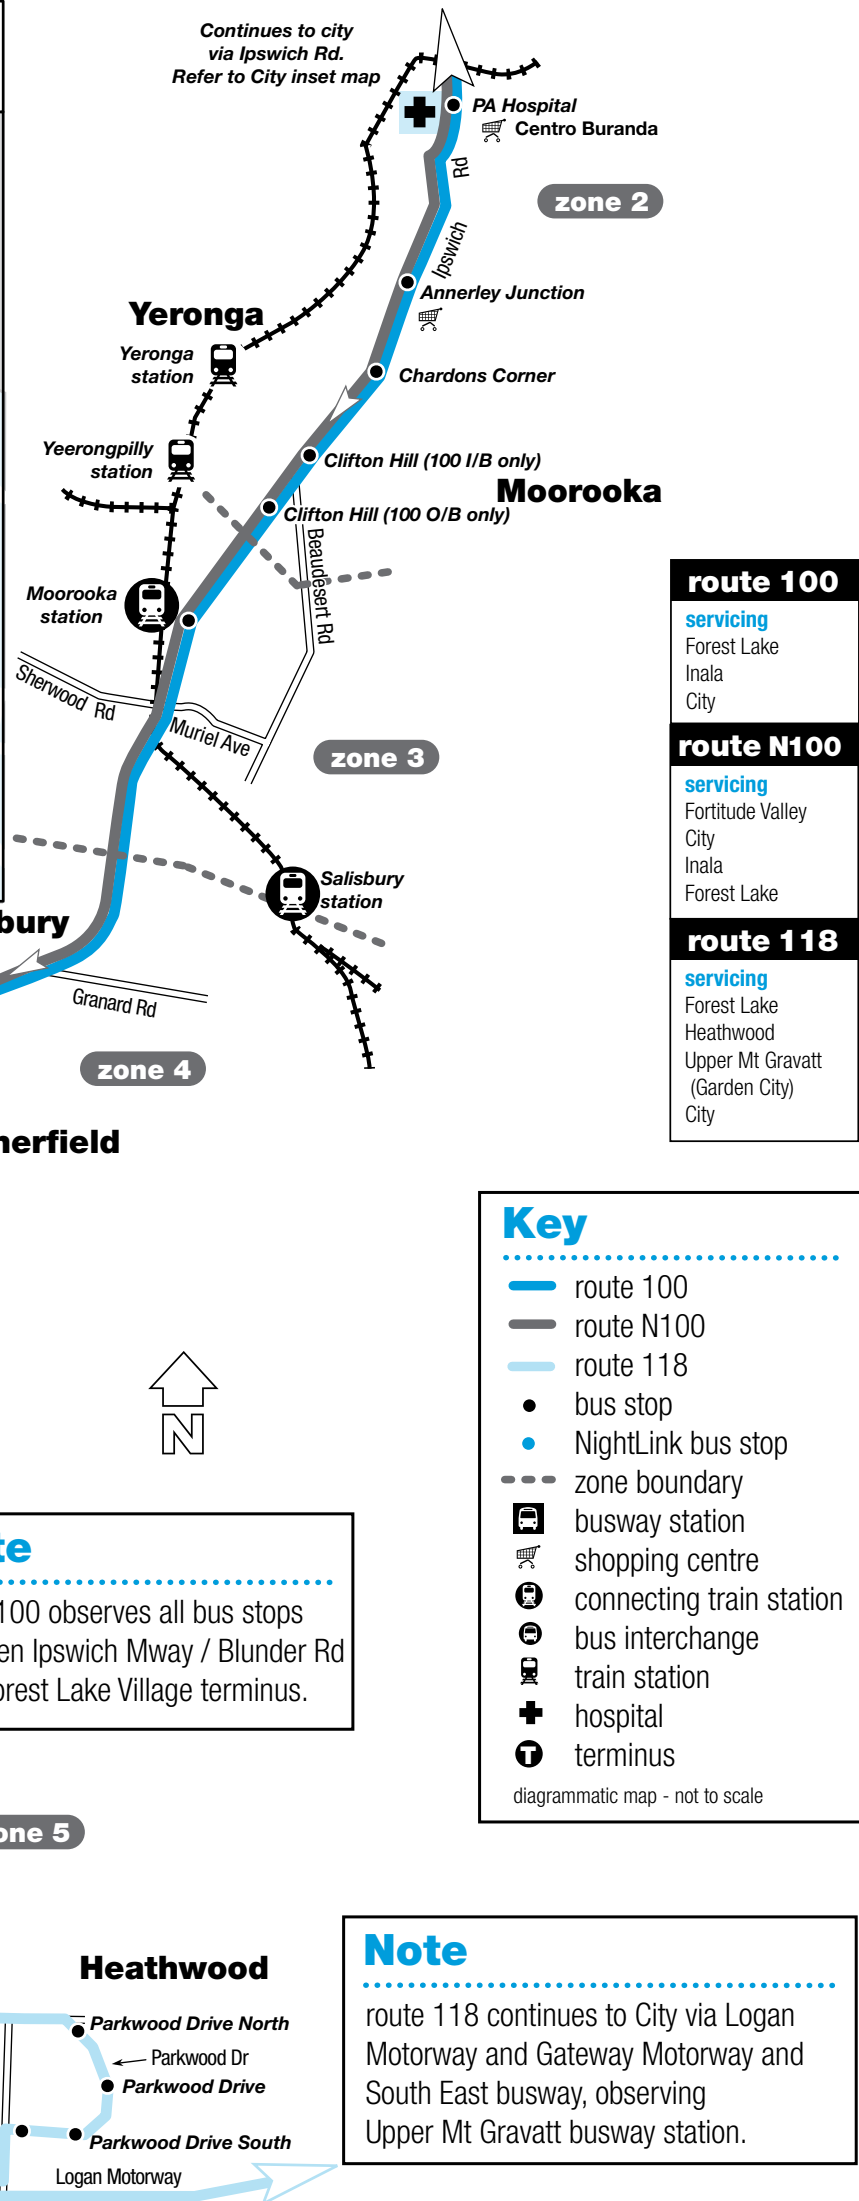 Continues to city
via Ipswich Rd.
Refer to City inset map
PA Hospital
Centro Buranda
Rd
zone 2
Ipswich
Annerley Junction
Yeronga
Yeronga
station
Chardons Corner
Yeerongpilly
station
Clifton Hill (100 I/B only)
Moorooka
Clifton Hill (100 O/B only)
Beaudesert Rd
Moorooka
station
Sherwood Rd
Muriel Ave
zone 3
Salisbury
station
bury
Granard Rd
zone 4
nerfield
route 100
servicing
Forest Lake
Inala
City
route N100
servicing
Fortitude Valley
City
Inala
Forest Lake
route 118
servicing
Forest Lake
Heathwood
Upper Mt Gravatt
(Garden City)
City
Key
route 100
route N100
route 118
bus stop
NightLink bus stop
zone boundary
busway station
shopping centre
connecting train station
bus interchange
train station
hospital
T terminus
diagrammatic map - not to scale
N
te
100 observes all bus stops
en Ipswich Mway / Blunder Rd
orest Lake Village terminus.
one 5
Heathwood
Parkwood Drive North
Parkwood Dr
Parkwood Drive
Parkwood Drive South
Logan Motorway
Note
route 118 continues to City via Logan
Motorway and Gateway Motorway and
South East busway, observing
Upper Mt Gravatt busway station.